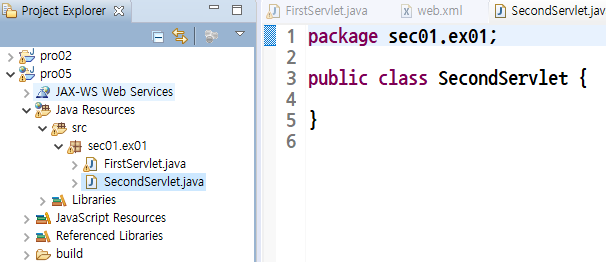 Project Explorer
pro02
pro05
JAX-WS Web Services
Java Resources
src
sec01.ex01
FirstServlet.java
SecondServlet.java
Libraries
JavaScript Resources
Referenced Libraries
build
FirstServlet.java web.xml SecondServlet.jav
1 package sec01.ex01;
2
3 public class SecondServlet {
4
5 }
6